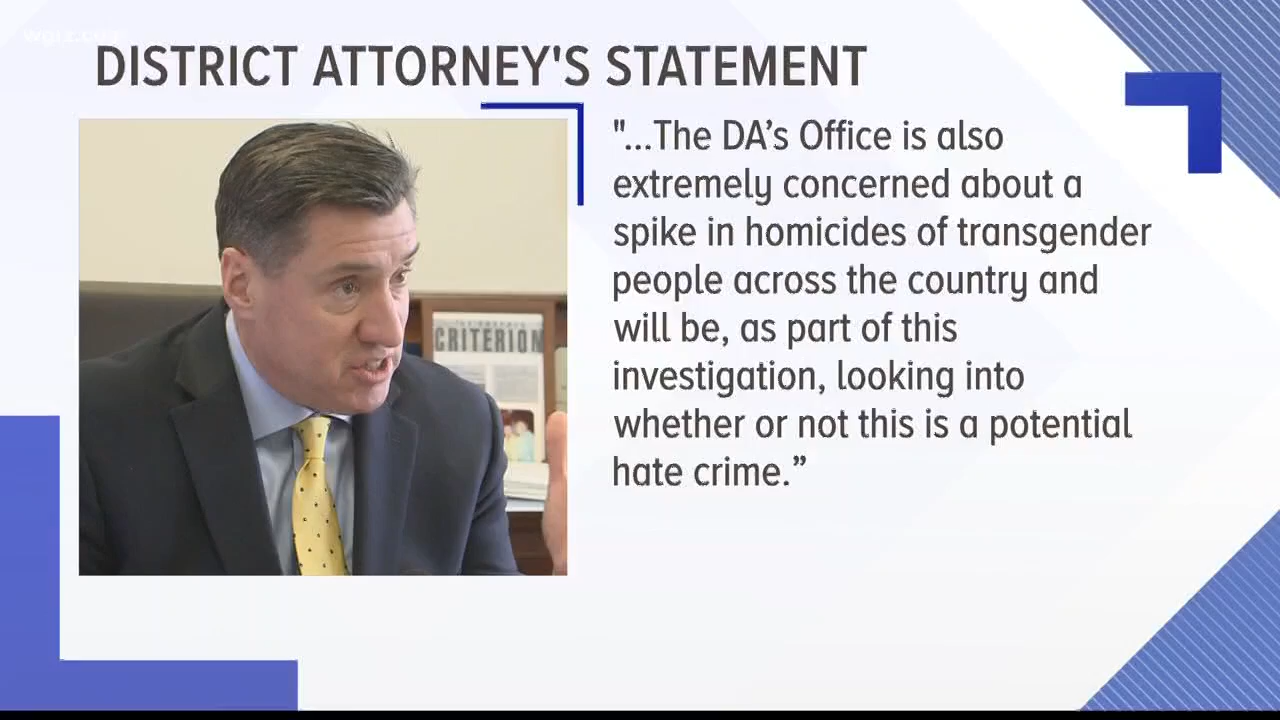 wgrz.com
DISTRICT ATTORNEY'S STATEMENT
"...The DA’s Office is also
extremely concerned about a
spike in homicides of transgender
people across the country and
will be, as part of this
investigation, looking into
whether or not this is a potential
hate crime.”
CRITERION